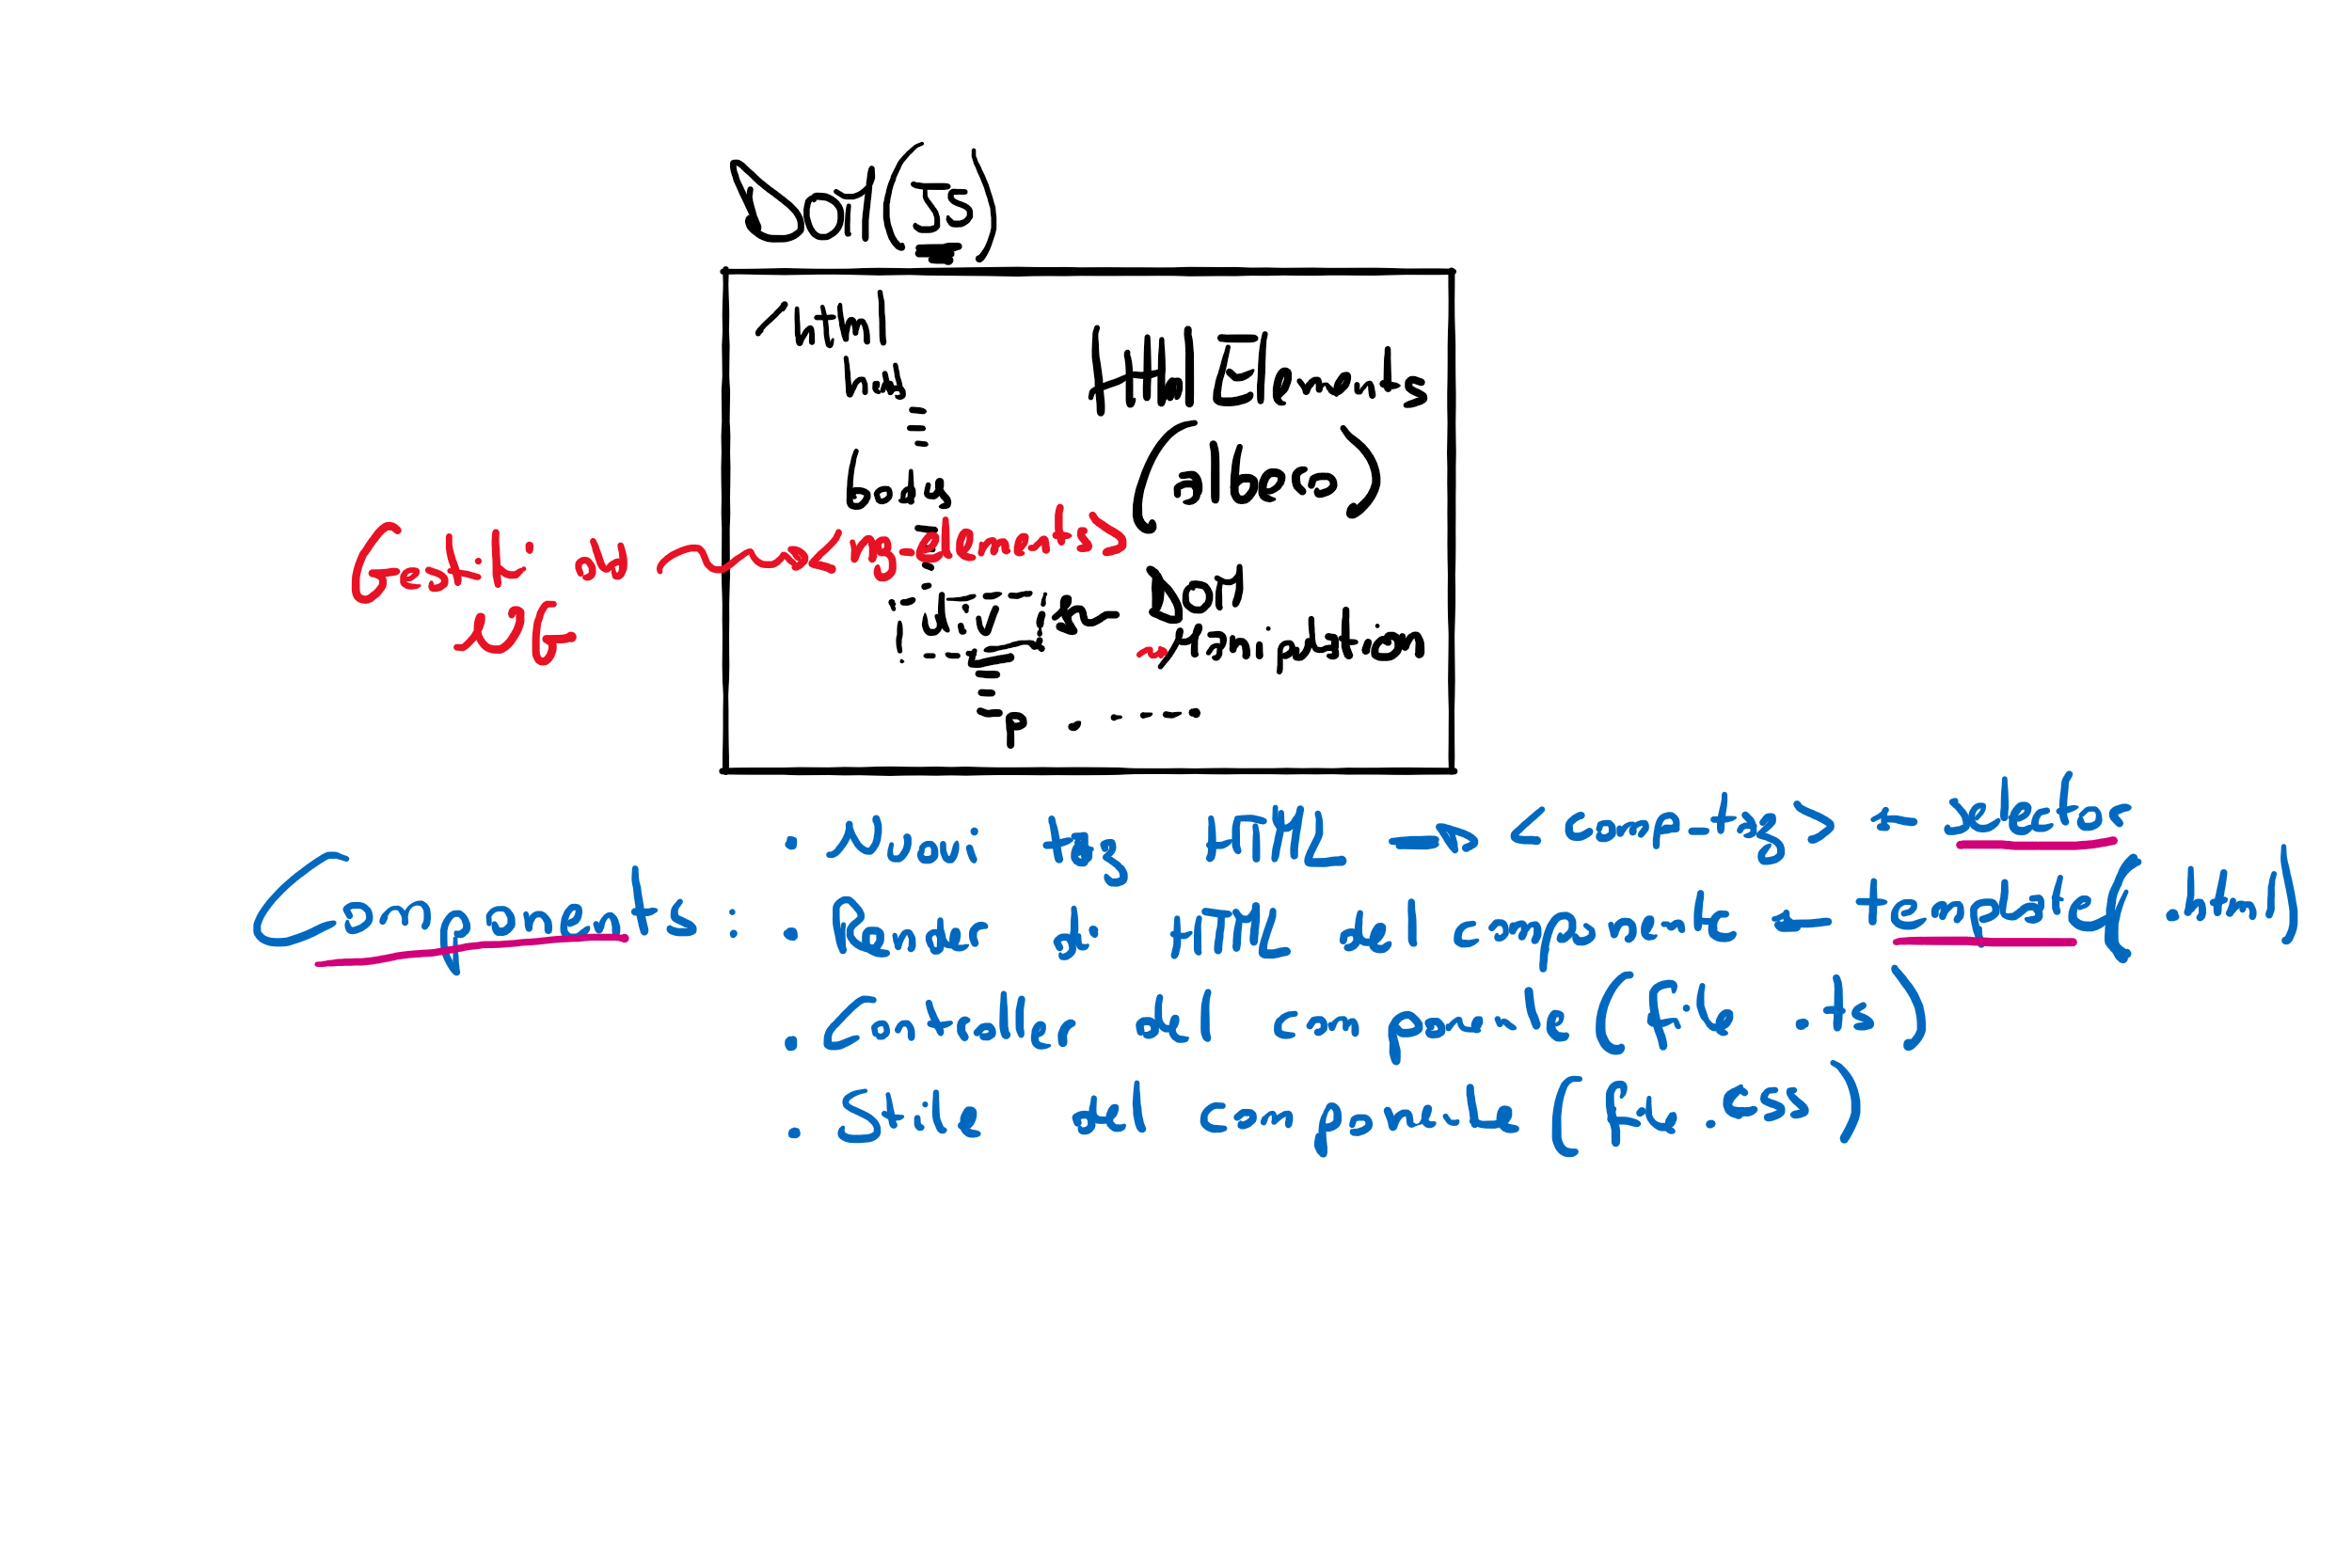 DOM (JS)
html
head
Html Elements
body
(albero)
Gestiti da <ng-elements>
NG
DOM
div
Manipulation
p . - - - - -
. Nuovi tag HTML => <comp-tag> ← selector
Components : . Render di HTML del componente ← template (.html)
. Controller del componente (file .ts)
. Stile del componente (file .css)